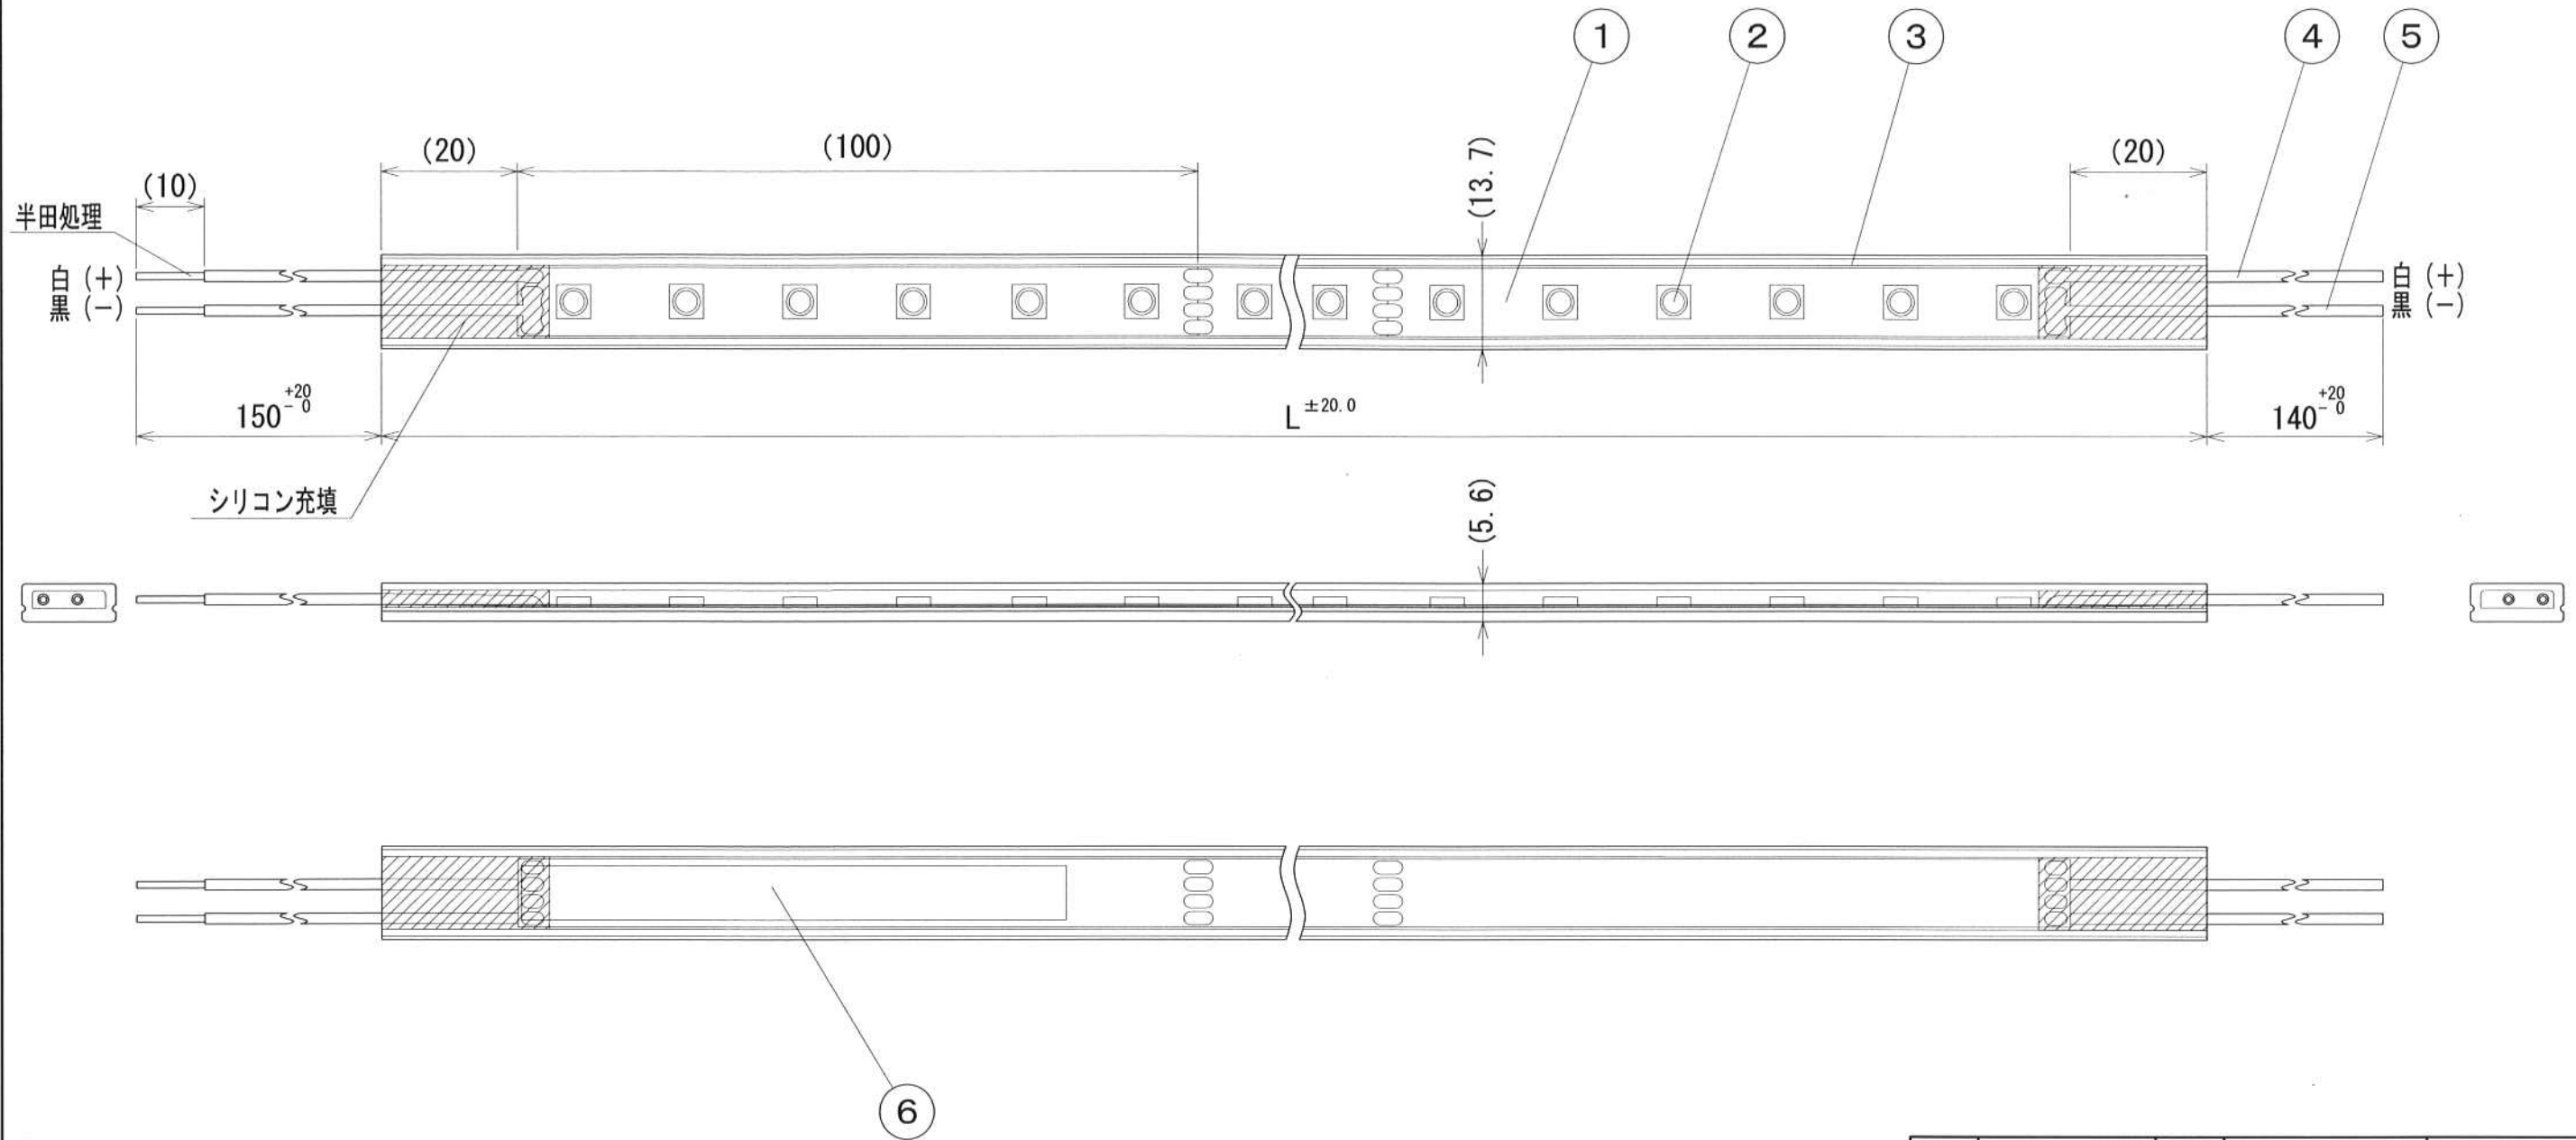 ① ② ③ ④ ⑤
(20) (100) (13. 7) (20)
(10)
半田処理
白 (+) 白 (+)
黒 (−) 黒 (−)
150 +20 - 0 L ±20. 0 140 +20 - 0
シリコン充填
(5. 6)
⑥